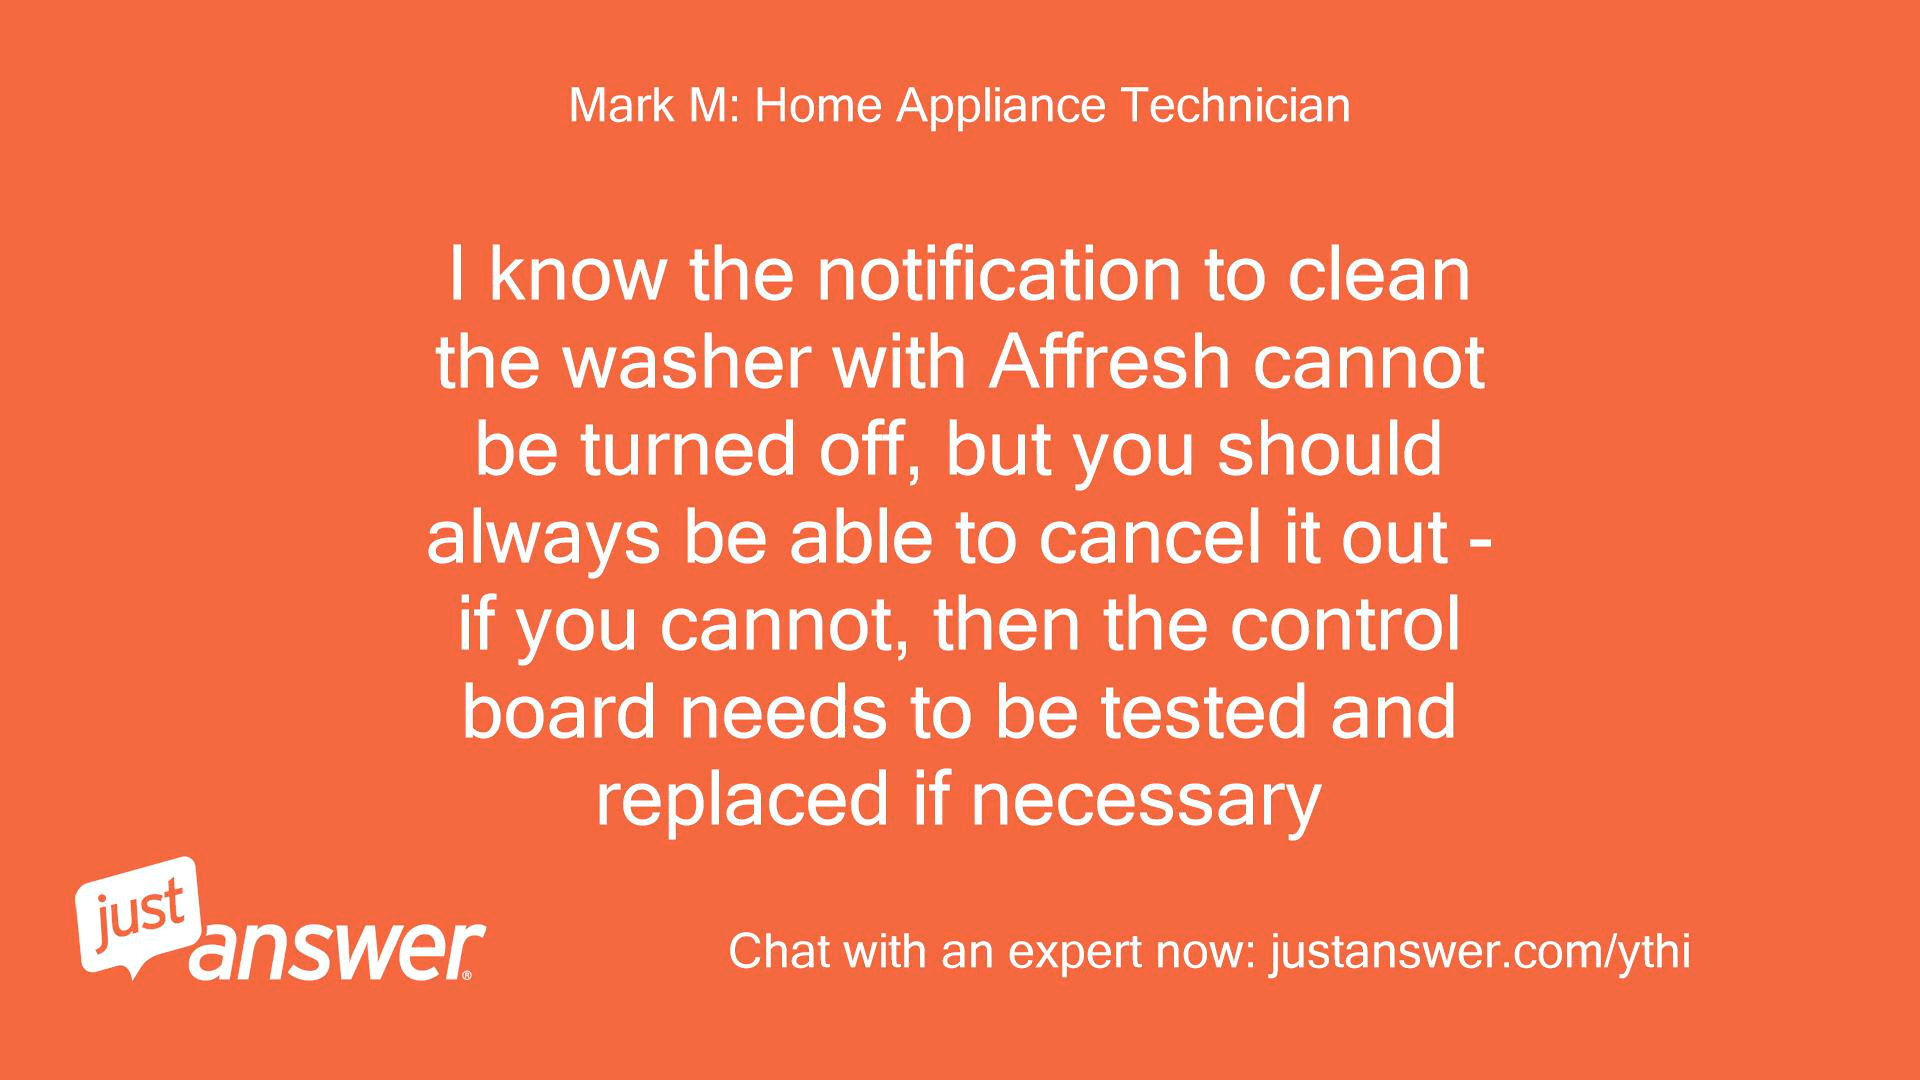 Mark M: Home Appliance Technician
I know the notification to clean
the washer with Affresh cannot
be turned off, but you should
always be able to cancel it out -
if you cannot, then the control
board needs to be tested and
replaced if necessary
just
answer®
Chat with an expert now: justanswer.com/ythi